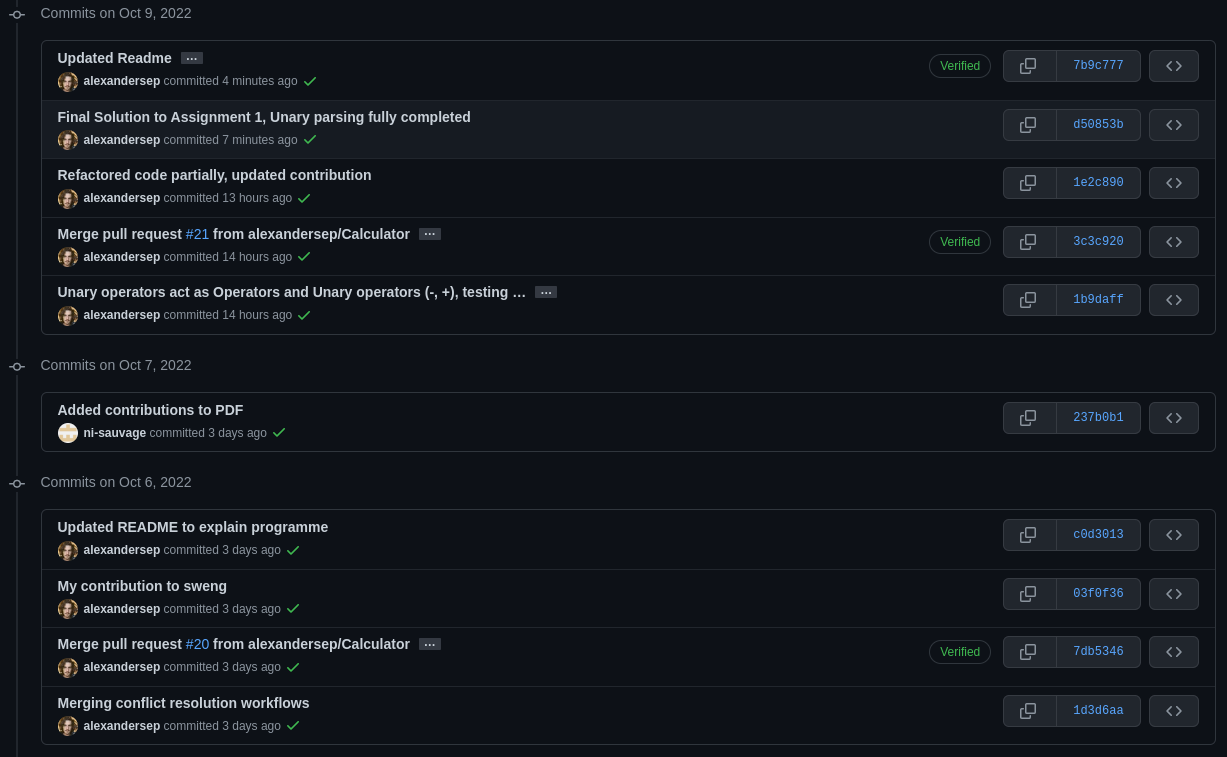 Commits on Oct 9, 2022
Updated Readme ...
alexandersep committed 4 minutes ago
Verified
7b9c777
Final Solution to Assignment 1, Unary parsing fully completed
alexandersep committed 7 minutes ago
d50853b
Refactored code partially, updated contribution
alexandersep committed 13 hours ago
1e2c890
Merge pull request #21 from alexandersep/Calculator ...
alexandersep committed 14 hours ago
Verified
3c3c920
Unary operators act as Operators and Unary operators (-, +), testing … ...
alexandersep committed 14 hours ago
1b9daff
Commits on Oct 7, 2022
Added contributions to PDF
ni-sauvage committed 3 days ago
237b0b1
Commits on Oct 6, 2022
Updated README to explain programme
alexandersep committed 3 days ago
c0d3013
My contribution to sweng
alexandersep committed 3 days ago
03f0f36
Merge pull request #20 from alexandersep/Calculator ...
alexandersep committed 3 days ago
Verified
7db5346
Merging conflict resolution workflows
alexandersep committed 3 days ago
1d3d6aa